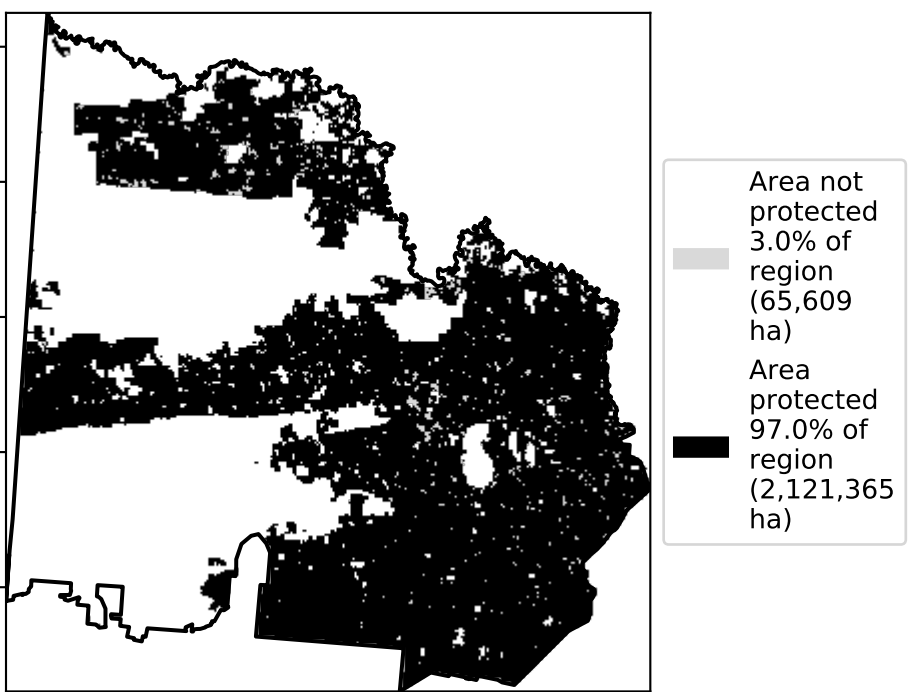 Area not
protected
3.0% of
region
(65,609
ha)
Area
protected
97.0% of
region
(2,121,365
ha)